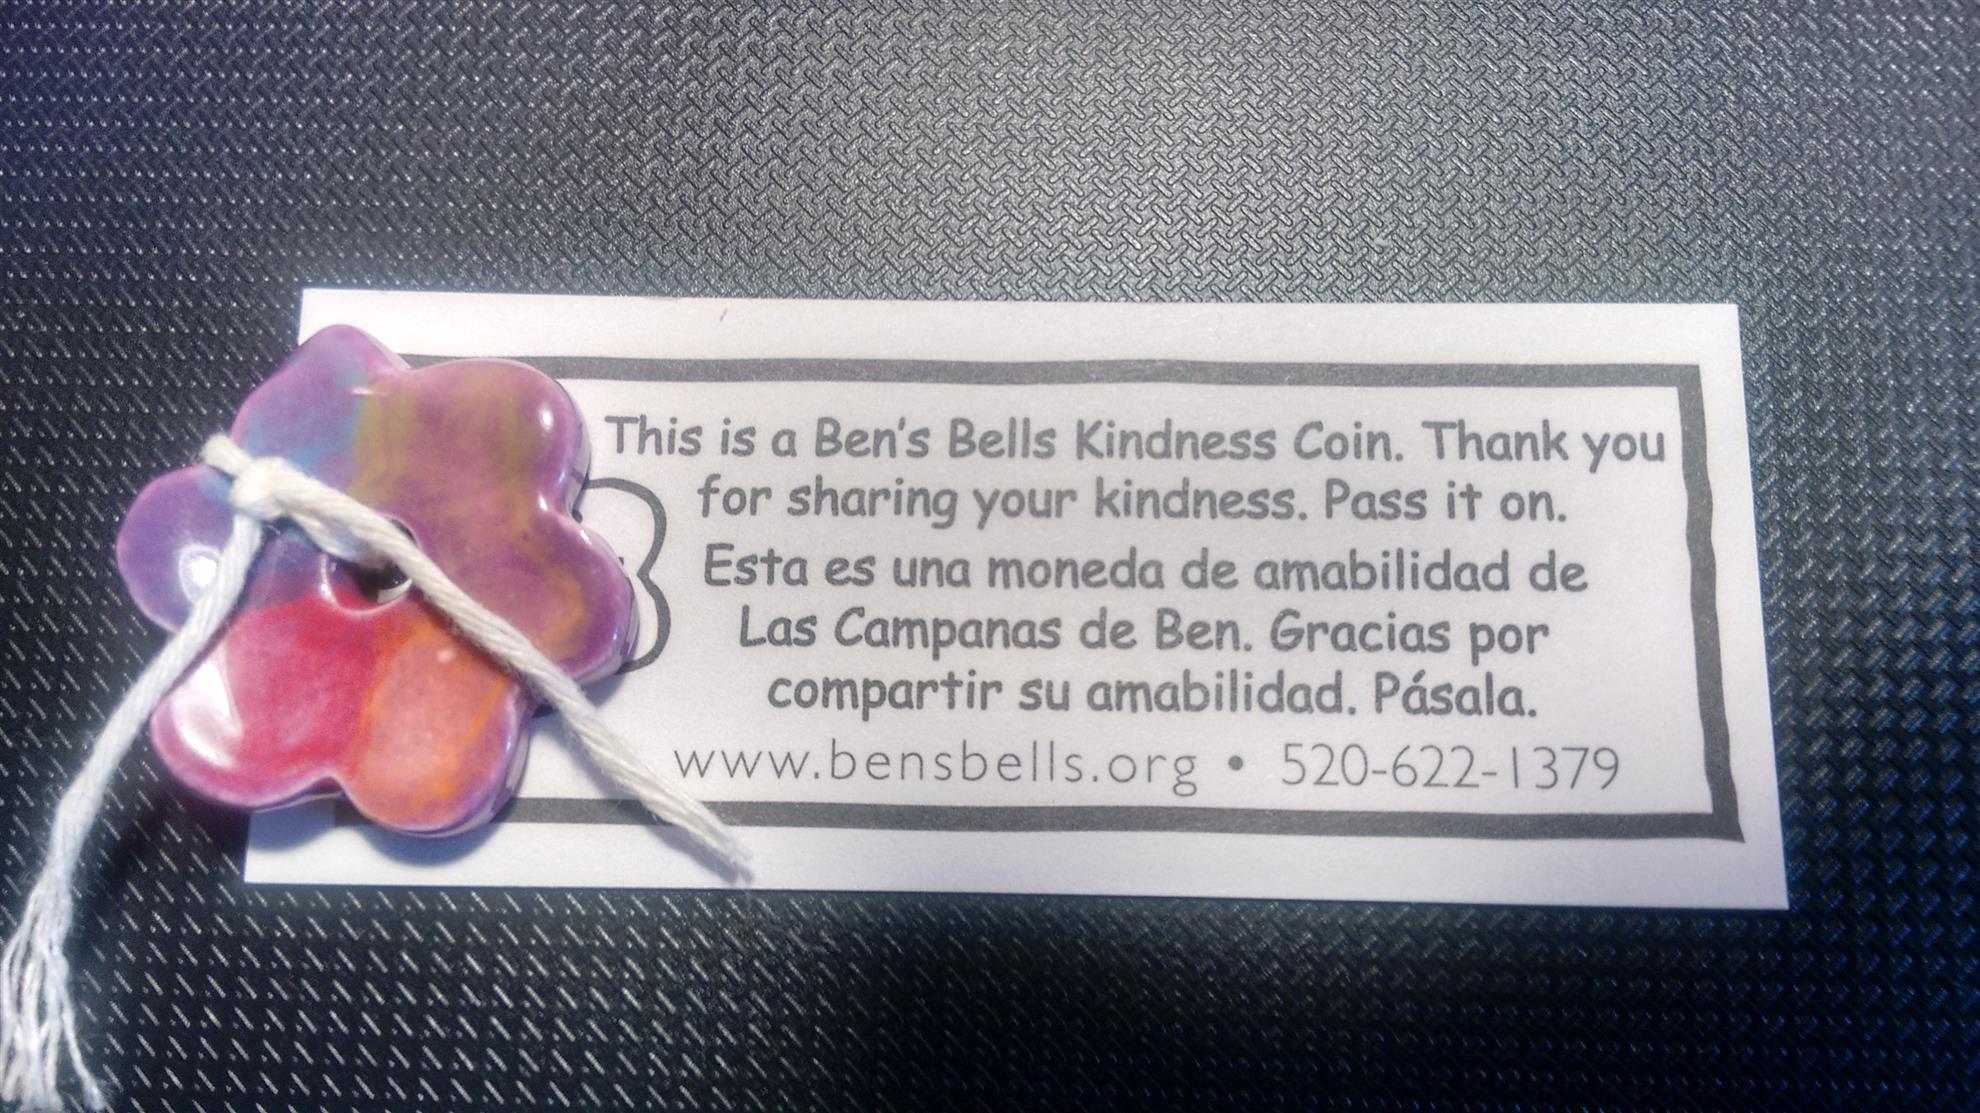 This is a Ben's Bells Kindness Coin. Thank you
for sharing your kindness. Pass it on.
Esta es una moneda de amabilidad de
Las Campanas de Ben. Gracias por
compartir su amabilidad. Pásala.
www.bensbells.org • 520-622-1379